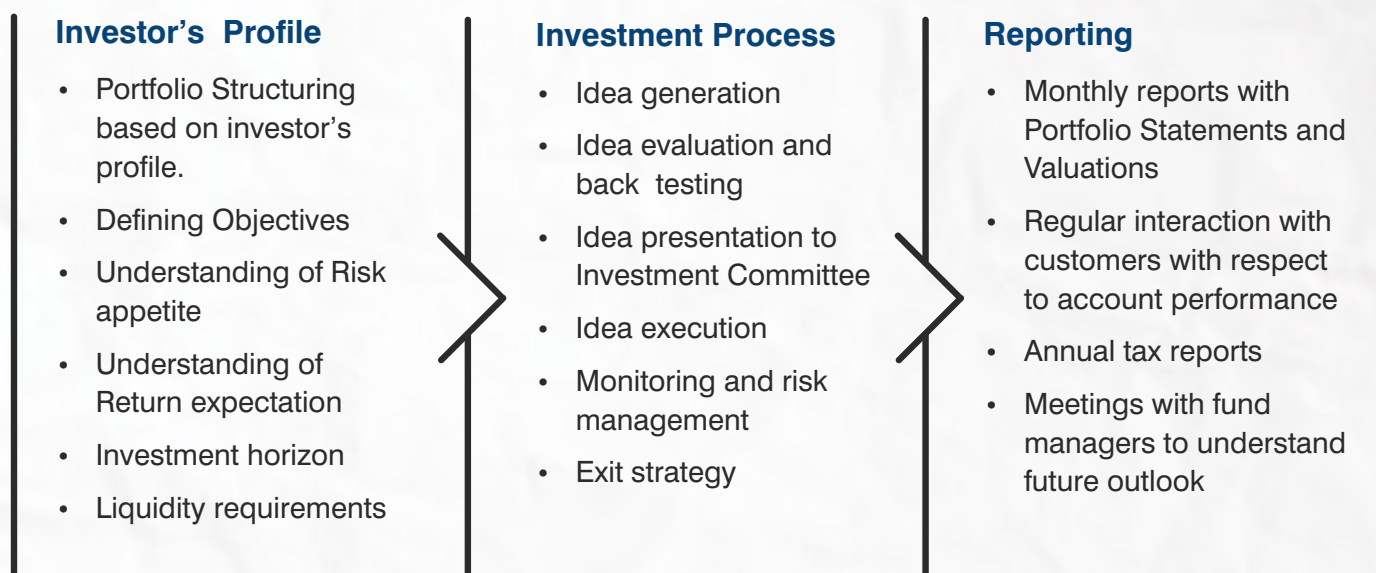 Investor's  Profile
• Portfolio Structuring
based on investor's
profile.
• Defining Objectives
• Understanding of Risk
appetite
• Understanding of
Return expectation
• Investment horizon
• Liquidity requirements
Investment Process
• Idea generation
• Idea evaluation and
back  testing
• Idea presentation to
Investment Committee
• Idea execution
• Monitoring and risk
management
• Exit strategy
Reporting
• Monthly reports with
Portfolio Statements and
Valuations
• Regular interaction with
customers with respect
to account performance
• Annual tax reports
• Meetings with fund
managers to understand
future outlook